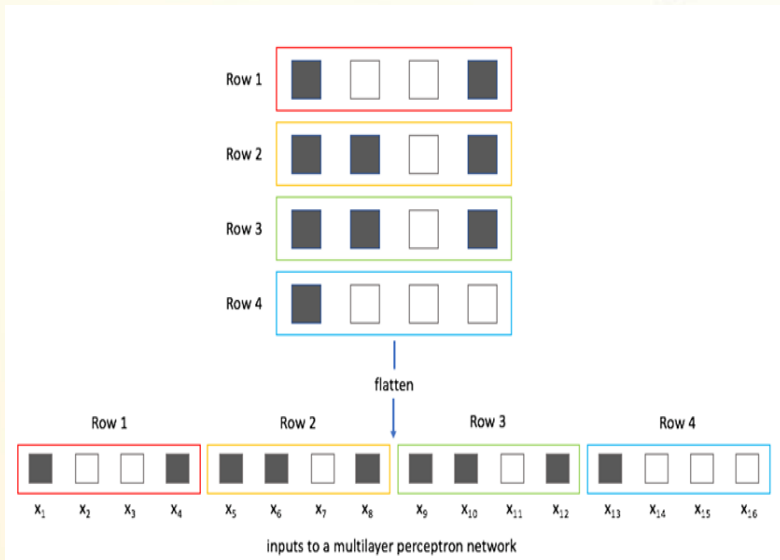 Row 1
Row 2
Row 3
Row 4
flatten
Row 1 Row 2 Row 3 Row 4
x₁ x₂ x₃ x₄ x₅ x₆ x₇ x₈ x₉ x₁₀ x₁₁ x₁₂ x₁₃ x₁₄ x₁₅ x₁₆
inputs to a multilayer perceptron network